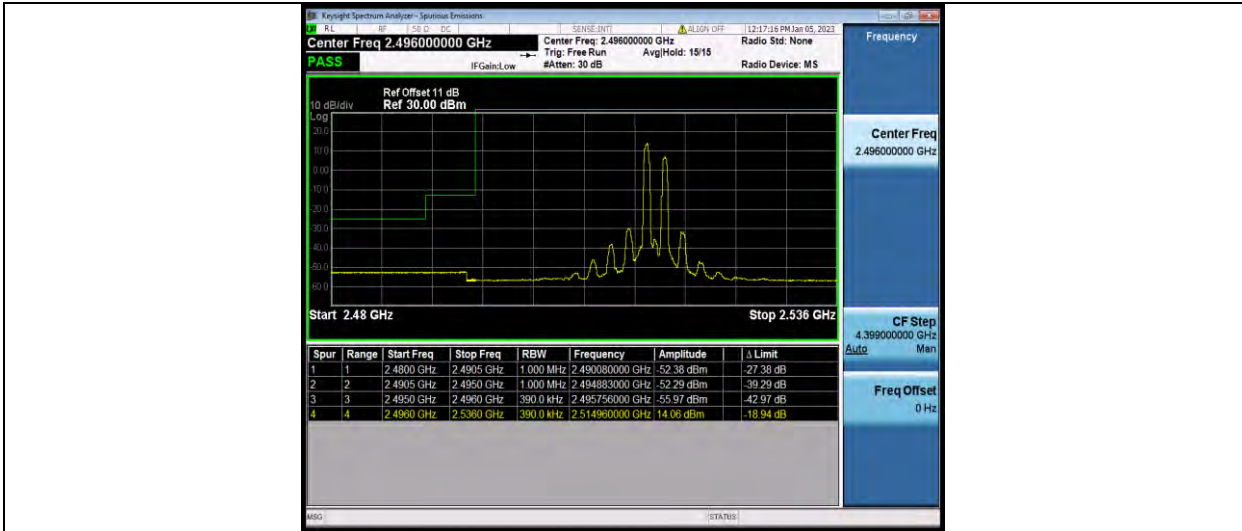 Keysight Spectrum Analyzer - Spurious Emissions
RL RF 50 Ω DC SENSE:INT ALIGN OFF 12:17:16 PM Jan 05, 2023
Center Freq 2.496000000 GHz
Center Freq: 2.496000000 GHz Radio Std: None
Trig: Free Run Avg|Hold: 15/15
PASS IFGain:Low #Atten: 30 dB Radio Device: MS
Ref Offset 11 dB
10 dB/div Ref 30.00 dBm
Log
20.0
10.0
0.00
-10.0
-20.0
-30.0
-40.0
-50.0
-60.0
Start 2.48 GHz Stop 2.536 GHz
Spur Range Start Freq Stop Freq RBW Frequency Amplitude Δ Limit
1 1 2.4800 GHz 2.4905 GHz 1.000 MHz 2.490080000 GHz -52.38 dBm -27.38 dB
2 2 2.4905 GHz 2.4950 GHz 1.000 MHz 2.494883000 GHz -52.29 dBm -39.29 dB
3 3 2.4950 GHz 2.4960 GHz 390.0 kHz 2.495756000 GHz -55.97 dBm -42.97 dB
4 4 2.4960 GHz 2.5360 GHz 390.0 kHz 2.514960000 GHz 14.06 dBm -18.94 dB
MSG STATUS
Frequency
Center Freq
2.496000000 GHz
CF Step
4.399000000 GHz
Auto Man
Freq Offset
0 Hz